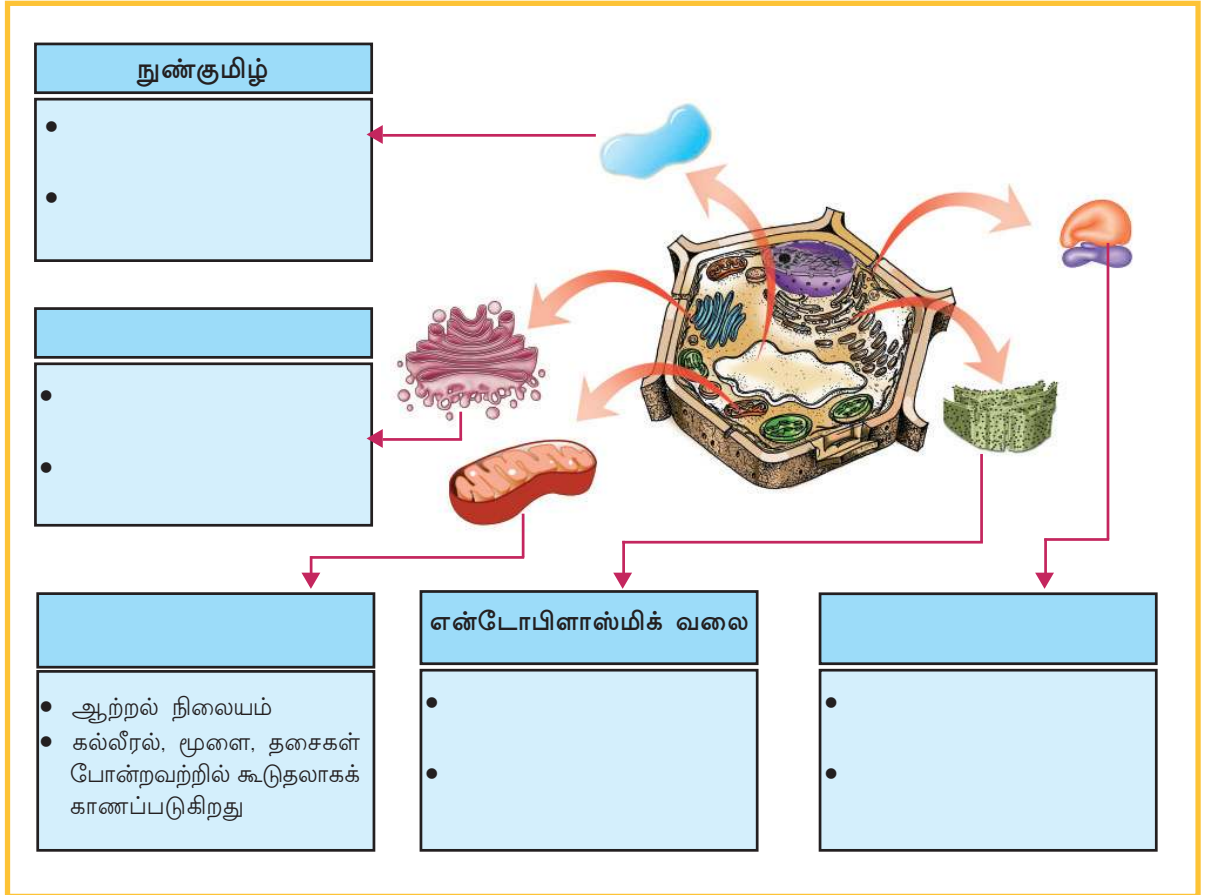 நுண்குமிழ்
என்டோபிளாஸ்மிக் வலை
● ஆற்றல் நிலையம்
● கல்லீரல், மூளை, தசைகள்
போன்றவற்றில் கூடுதலாகக்
காணப்படுகிறது